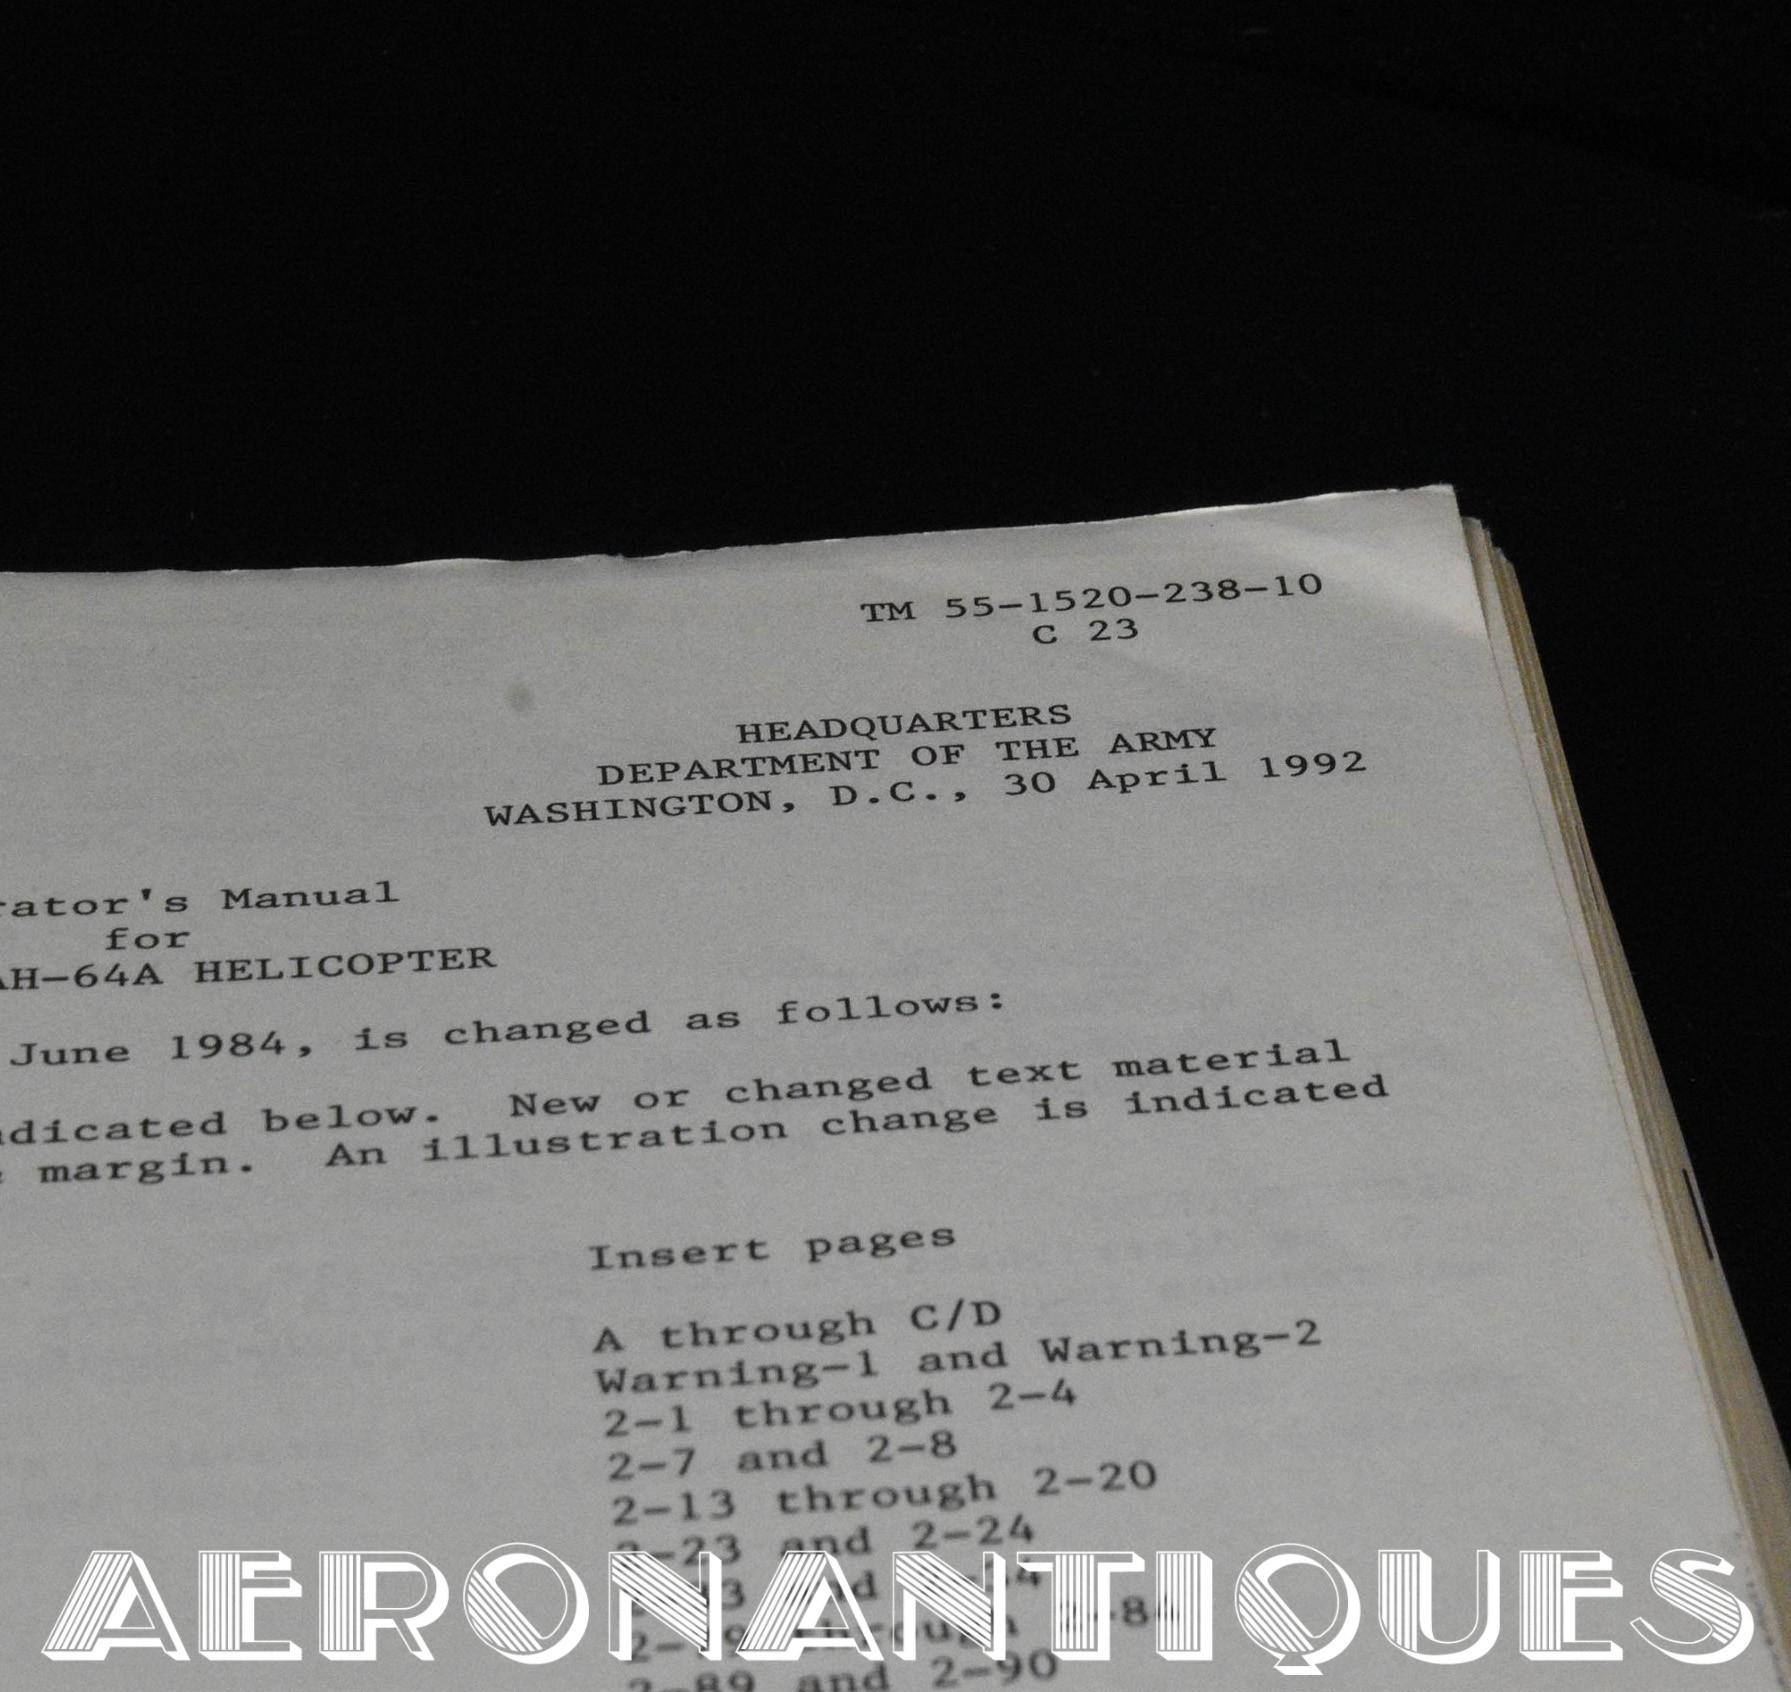 TM 55-1520-238-10
C 23
HEADQUARTERS
DEPARTMENT OF THE ARMY
WASHINGTON, D.C., 30 April 1992
rator's Manual
for
AH-64A HELICOPTER
June 1984, is changed as follows:
ndicated below. New or changed text material
margin. An illustration change is indicated
Insert pages
A through C/D
Warning-1 and Warning-2
2-1 through 2-4
2-7 and 2-8
2-13 through 2-20
2-23 and 2-24
and
through
2-89 and 2-90
AERONANTIQUES